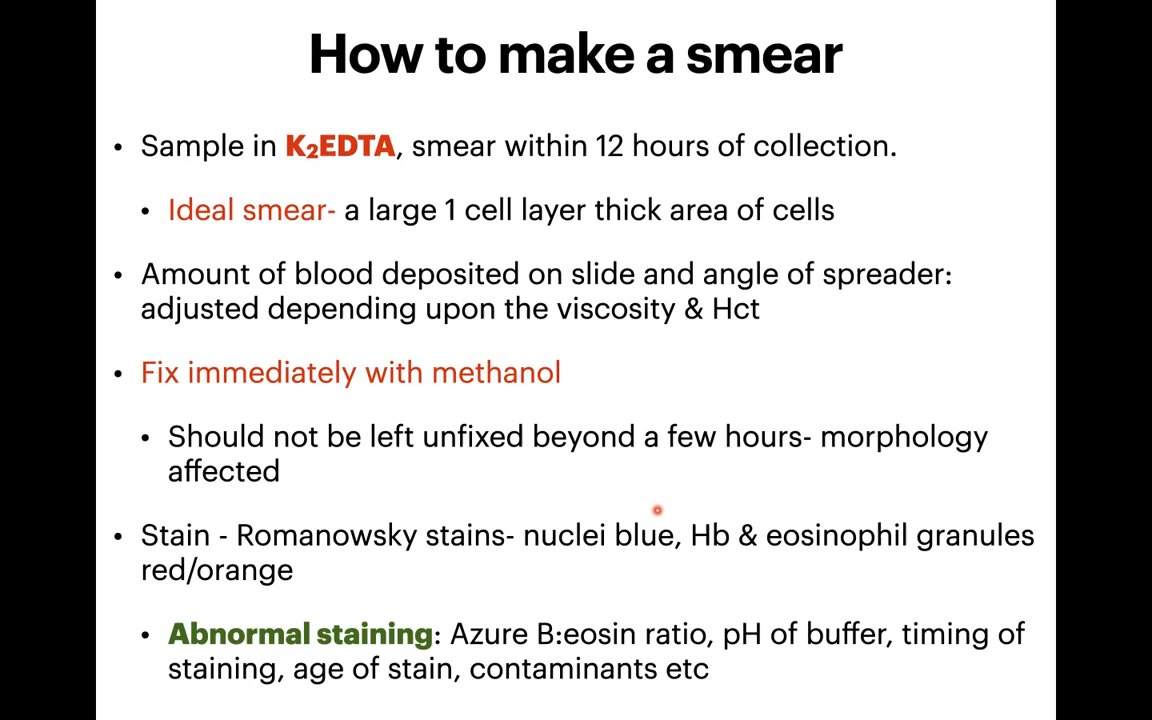 How to make a smear
• Sample in K₂EDTA, smear within 12 hours of collection.
• Ideal smear- a large 1 cell layer thick area of cells
• Amount of blood deposited on slide and angle of spreader:
adjusted depending upon the viscosity & Hct
• Fix immediately with methanol
• Should not be left unfixed beyond a few hours- morphology
affected
• Stain - Romanowsky stains- nuclei blue, Hb & eosinophil granules
red/orange
• Abnormal staining: Azure B:eosin ratio, pH of buffer, timing of
staining, age of stain, contaminants etc